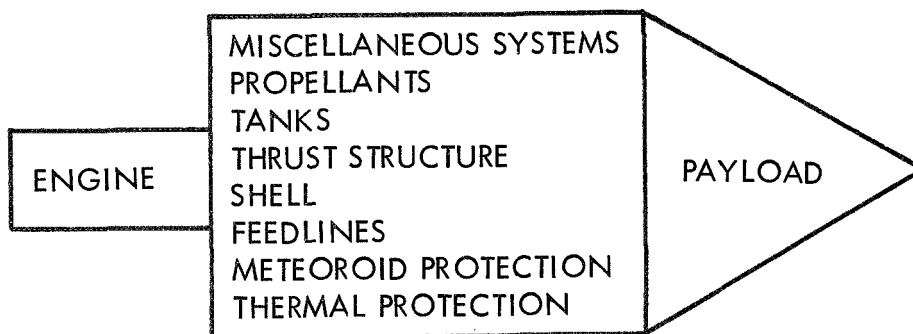 ENGINE
MISCELLANEOUS SYSTEMS
PROPELLANTS
TANKS
THRUST STRUCTURE
SHELL
FEEDLINES
METEOROID PROTECTION
THERMAL PROTECTION
PAYLOAD